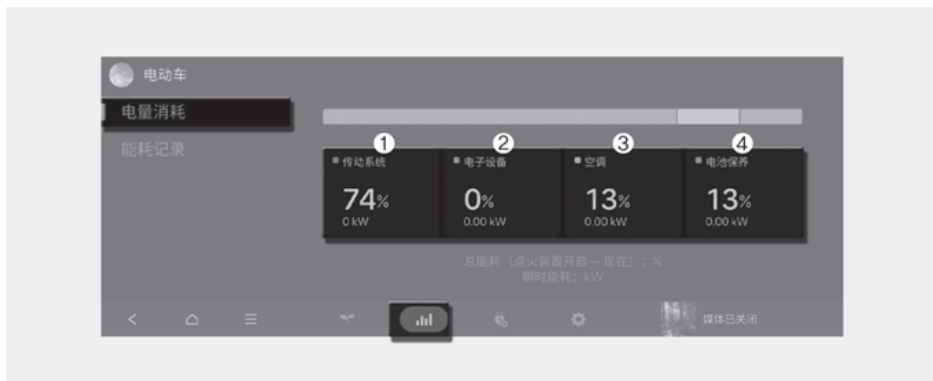 电动车
电量消耗
能耗记录
① ② ③ ④
传动系统 电子设备 空调 电池保养
74% 0% 13% 13%
0 kW 0.00 kW 0.00 kW 0.00 kW
总能耗（点火装置开启 — 现在）：%
瞬时能耗：kW
媒体已关闭